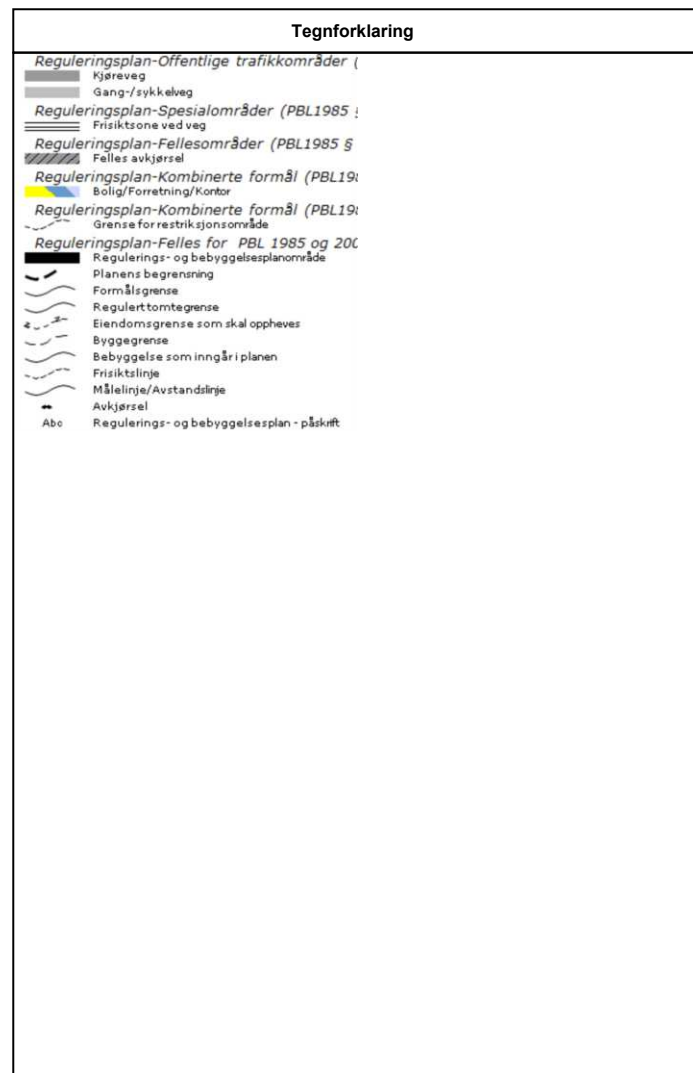 Tegnforklaring
Reguleringsplan-Offentlige trafikkområder (
Kjøreveg
Gang-/sykkelveg
Reguleringsplan-Spesialområder (PBL1985 §
Frisiktsone ved veg
Reguleringsplan-Fellesområder (PBL1985 §
Felles avkjørsel
Reguleringsplan-Kombinerte formål (PBL198
Bolig/Forretning/Kontor
Reguleringsplan-Kombinerte formål (PBL198
Grense for restriksjonsområde
Reguleringsplan-Felles for PBL 1985 og 200
Regulerings- og bebyggelsesplanområde
Planens begrensning
Formålsgrense
Regulert tomtegrense
Eiendomsgrense som skal oppheves
Byggegrense
Bebyggelse som inngår i planen
Frisiktslinje
Målelinje/Avstandslinje
Avkjørsel
Abc Regulerings- og bebyggelsesplan - påskrift